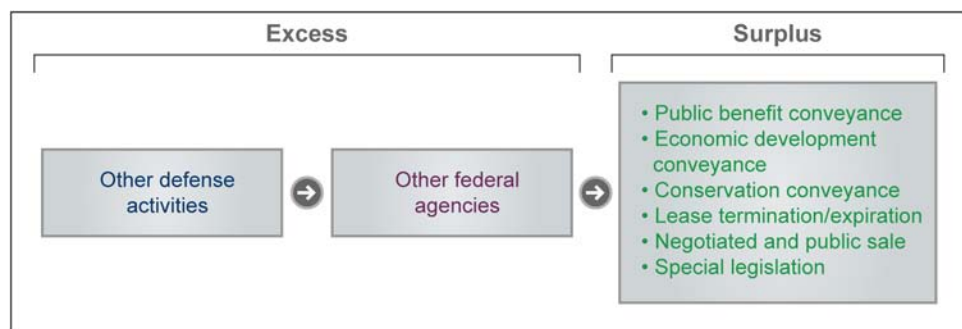 Excess
Surplus
Other defense
activities
Other federal
agencies
• Public benefit conveyance
• Economic development
conveyance
• Conservation conveyance
• Lease termination/expiration
• Negotiated and public sale
• Special legislation